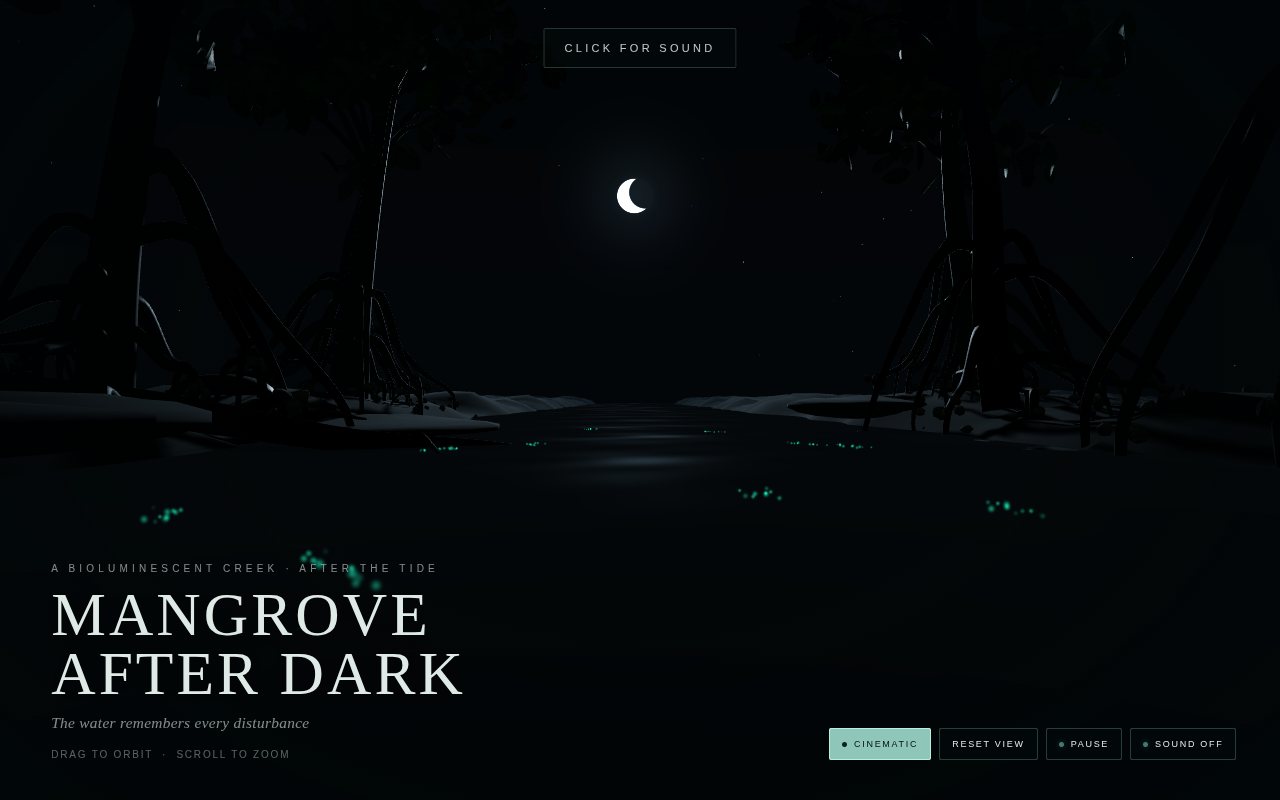 CLICK FOR SOUND
A BIOLUMINESCENT CREEK · AFTER THE TIDE
MANGROVE
AFTER DARK
The water remembers every disturbance
DRAG TO ORBIT · SCROLL TO ZOOM
CINEMATIC
RESET VIEW
PAUSE
SOUND OFF